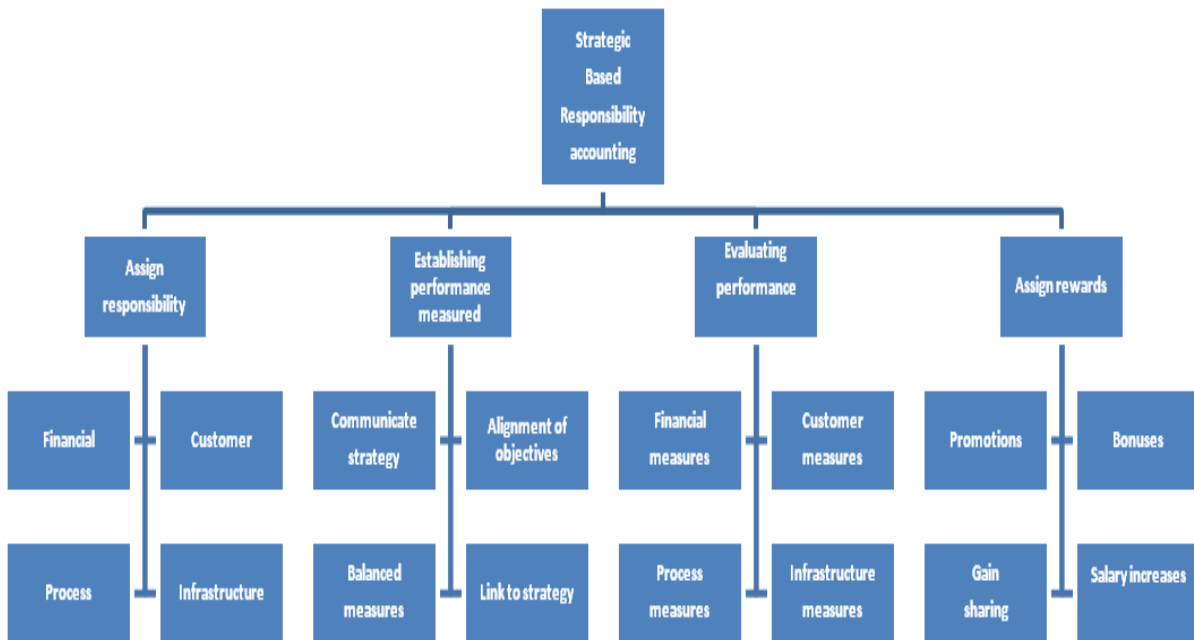 Strategic
Based
Responsibility
accounting
Assign
responsibility
Establishing
performance
measured
Evaluating
performance
Assign rewards
Financial
Customer
Process
Infrastructure
Communicate
strategy
Alignment of
objectives
Balanced
measures
Link to strategy
Financial
measures
Customer
measures
Process
measures
Infrastructure
measures
Promotions
Bonuses
Gain
sharing
Salary increases